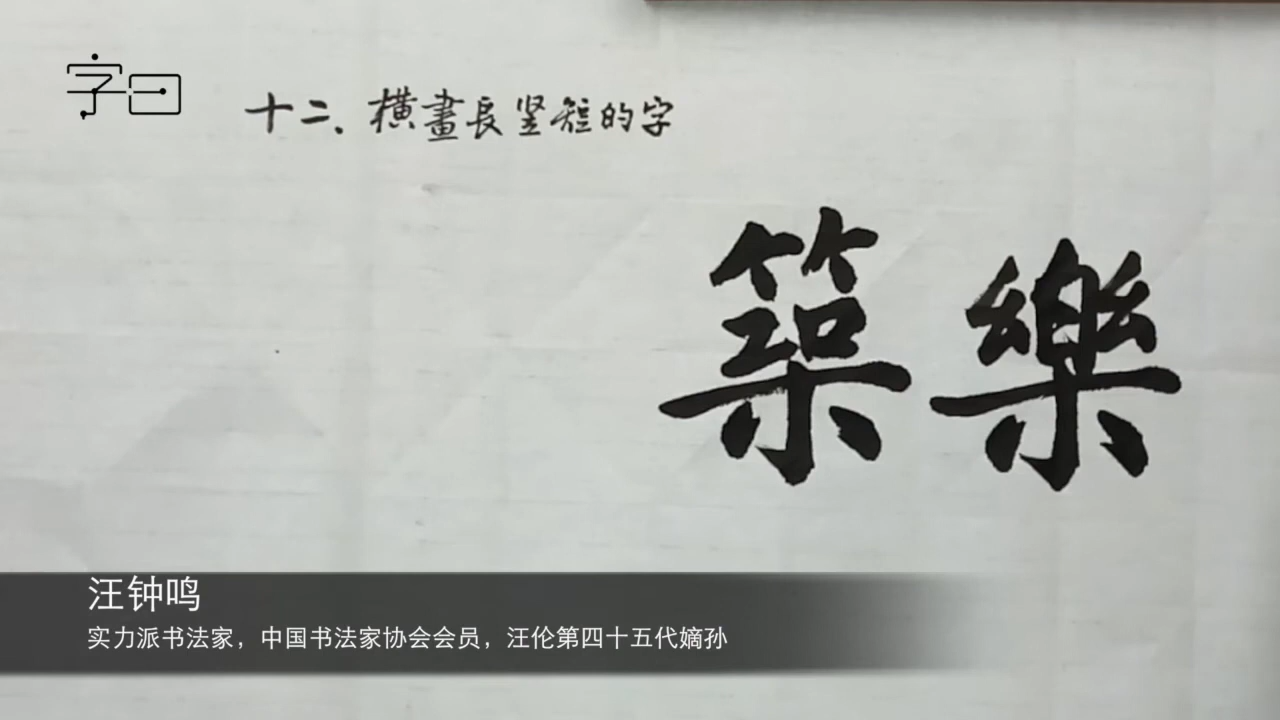 字曰
十二、横畫長竖短的字
築樂
汪钟鸣
实力派书法家，中国书法家协会会员，汪伦第四十五代嫡孙